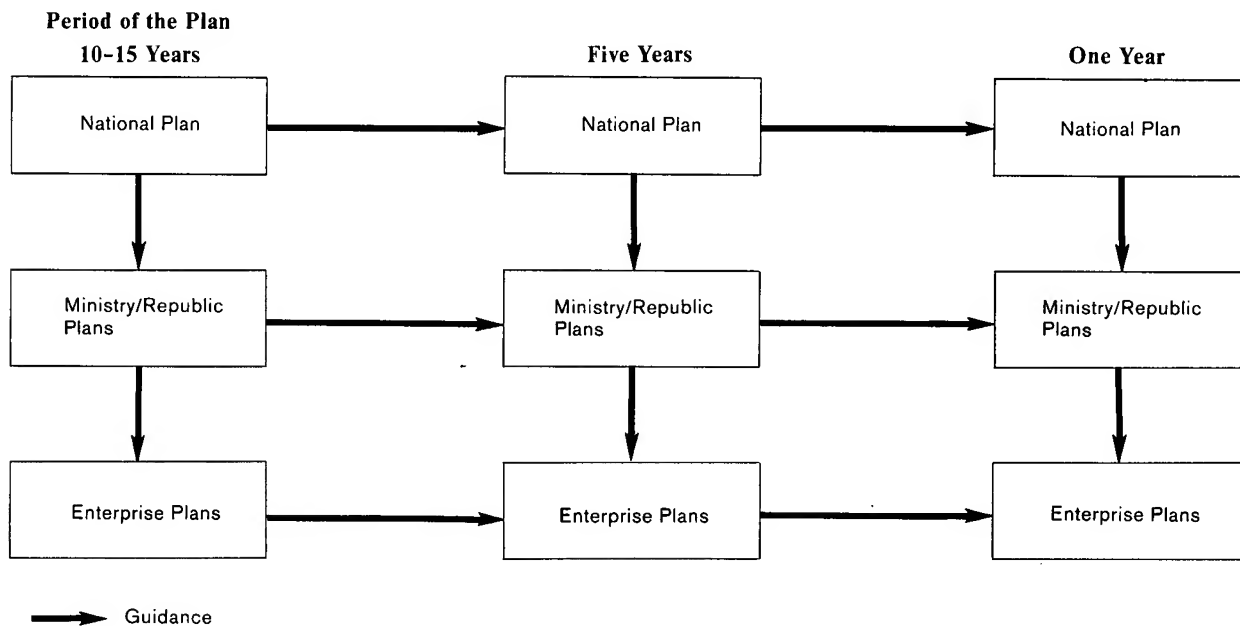 Period of the Plan
10-15 Years
Five Years
One Year
National Plan
National Plan
National Plan
Ministry/Republic
Plans
Ministry/Republic
Plans
Ministry/Republic
Plans
Enterprise Plans
Enterprise Plans
Enterprise Plans
Guidance